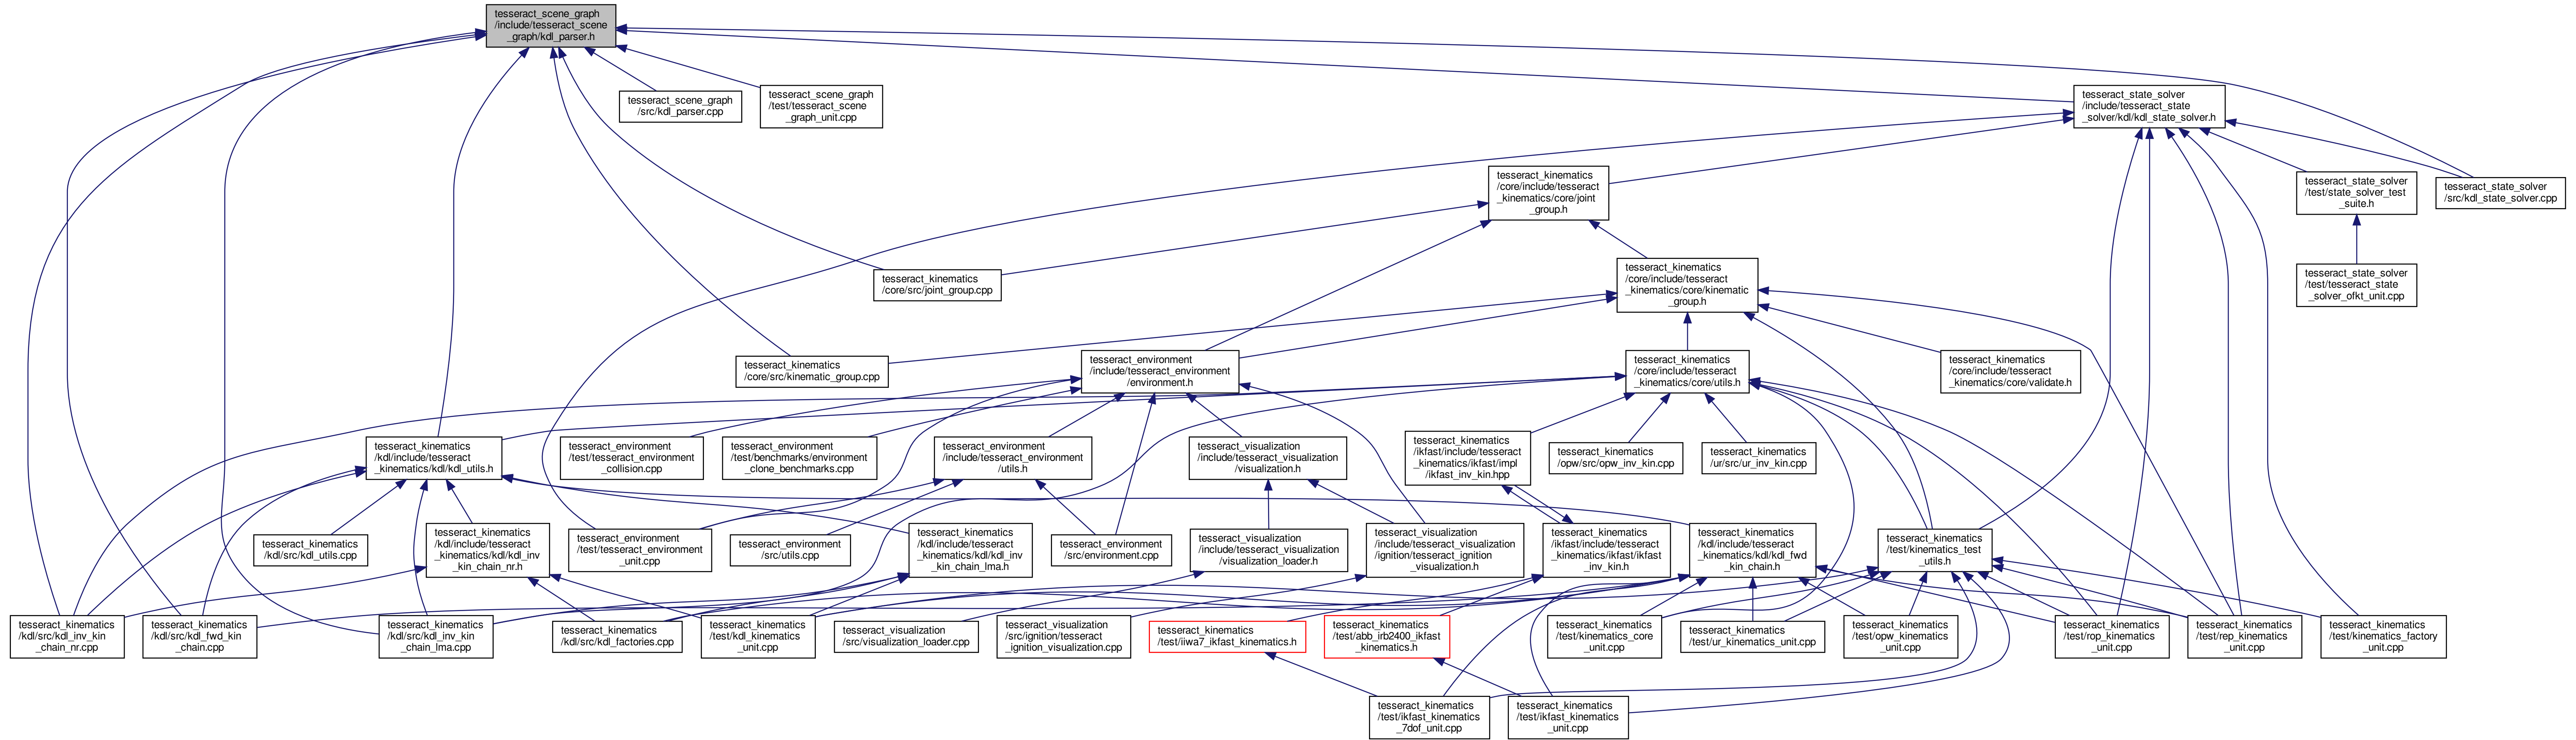 tesseract_scene_graph
/include/tesseract_scene
_graph/kdl_parser.h
tesseract_scene_graph
/src/kdl_parser.cpp
tesseract_scene_graph
/test/tesseract_scene
_graph_unit.cpp
tesseract_state_solver
/include/tesseract_state
_solver/kdl/kdl_state_solver.h
tesseract_kinematics
/core/include/tesseract
_kinematics/core/joint
_group.h
tesseract_state_solver
/test/state_solver_test
_suite.h
tesseract_state_solver
/src/kdl_state_solver.cpp
tesseract_kinematics
/core/src/joint_group.cpp
tesseract_kinematics
/core/include/tesseract
_kinematics/core/kinematic
_group.h
tesseract_state_solver
/test/tesseract_state
_solver_ofkt_unit.cpp
tesseract_kinematics
/core/src/kinematic_group.cpp
tesseract_environment
/include/tesseract_environment
/environment.h
tesseract_kinematics
/core/include/tesseract
_kinematics/core/utils.h
tesseract_kinematics
/core/include/tesseract
_kinematics/core/validate.h
tesseract_kinematics
/kdl/include/tesseract
_kinematics/kdl/kdl_utils.h
tesseract_environment
/test/tesseract_environment
_collision.cpp
tesseract_environment
/test/benchmarks/environment
_clone_benchmarks.cpp
tesseract_environment
/include/tesseract_environment
/utils.h
tesseract_visualization
/include/tesseract_visualization
/visualization.h
tesseract_kinematics
/ikfast/include/tesseract
_kinematics/ikfast/impl
/ikfast_inv_kin.hpp
tesseract_kinematics
/opw/src/opw_inv_kin.cpp
tesseract_kinematics
/ur/src/ur_inv_kin.cpp
tesseract_kinematics
/kdl/src/kdl_utils.cpp
tesseract_kinematics
/kdl/include/tesseract
_kinematics/kdl/kdl_inv
_kin_chain_nr.h
tesseract_environment
/test/tesseract_environment
_unit.cpp
tesseract_environment
/src/utils.cpp
tesseract_kinematics
/kdl/include/tesseract
_kinematics/kdl/kdl_inv
_kin_chain_lma.h
tesseract_environment
/src/environment.cpp
tesseract_visualization
/include/tesseract_visualization
/visualization_loader.h
tesseract_visualization
/include/tesseract_visualization
/ignition/tesseract_ignition
_visualization.h
tesseract_kinematics
/ikfast/include/tesseract
_kinematics/ikfast/ikfast
_inv_kin.h
tesseract_kinematics
/kdl/include/tesseract
_kinematics/kdl/kdl_fwd
_kin_chain.h
tesseract_kinematics
/test/kinematics_test
_utils.h
tesseract_kinematics
/kdl/src/kdl_inv_kin
_chain_nr.cpp
tesseract_kinematics
/kdl/src/kdl_fwd_kin
_chain.cpp
tesseract_kinematics
/kdl/src/kdl_inv_kin
_chain_lma.cpp
tesseract_kinematics
/kdl/src/kdl_factories.cpp
tesseract_kinematics
/test/kdl_kinematics
_unit.cpp
tesseract_visualization
/src/visualization_loader.cpp
tesseract_visualization
/src/ignition/tesseract
_ignition_visualization.cpp
tesseract_kinematics
/test/iiwa7_ikfast_kinematics.h
tesseract_kinematics
/test/abb_irb2400_ikfast
_kinematics.h
tesseract_kinematics
/test/kinematics_core
_unit.cpp
tesseract_kinematics
/test/ur_kinematics_unit.cpp
tesseract_kinematics
/test/opw_kinematics
_unit.cpp
tesseract_kinematics
/test/rop_kinematics
_unit.cpp
tesseract_kinematics
/test/rep_kinematics
_unit.cpp
tesseract_kinematics
/test/kinematics_factory
_unit.cpp
tesseract_kinematics
/test/ikfast_kinematics
_7dof_unit.cpp
tesseract_kinematics
/test/ikfast_kinematics
_unit.cpp